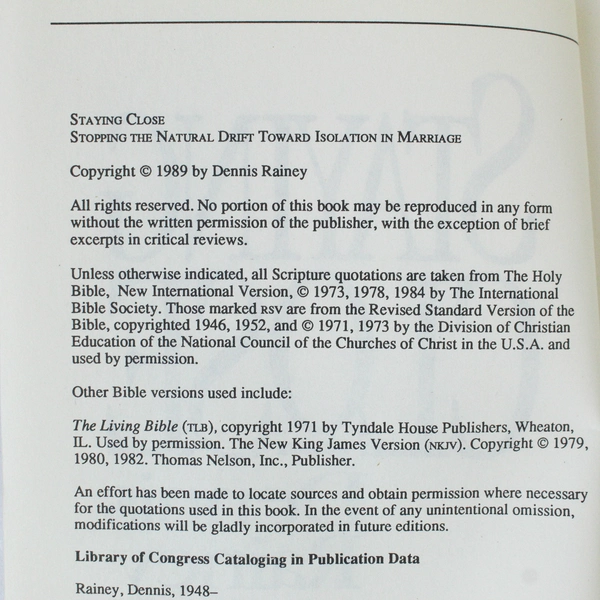 STAYING CLOSE
STOPPING THE NATURAL DRIFT TOWARD ISOLATION IN MARRIAGE
Copyright © 1989 by Dennis Rainey
All rights reserved. No portion of this book may be reproduced in any form
without the written permission of the publisher, with the exception of brief
excerpts in critical reviews.
Unless otherwise indicated, all Scripture quotations are taken from The Holy
Bible, New International Version, © 1973, 1978, 1984 by The International
Bible Society. Those marked RSV are from the Revised Standard Version of the
Bible, copyrighted 1946, 1952, and © 1971, 1973 by the Division of Christian
Education of the National Council of the Churches of Christ in the U.S.A. and
used by permission.
Other Bible versions used include:
The Living Bible (TLB), copyright 1971 by Tyndale House Publishers, Wheaton,
IL. Used by permission. The New King James Version (NKJV). Copyright © 1979,
1980, 1982. Thomas Nelson, Inc., Publisher.
An effort has been made to locate sources and obtain permission where necessary
for the quotations used in this book. In the event of any unintentional omission,
modifications will be gladly incorporated in future editions.
Library of Congress Cataloging in Publication Data
Rainey, Dennis, 1948–